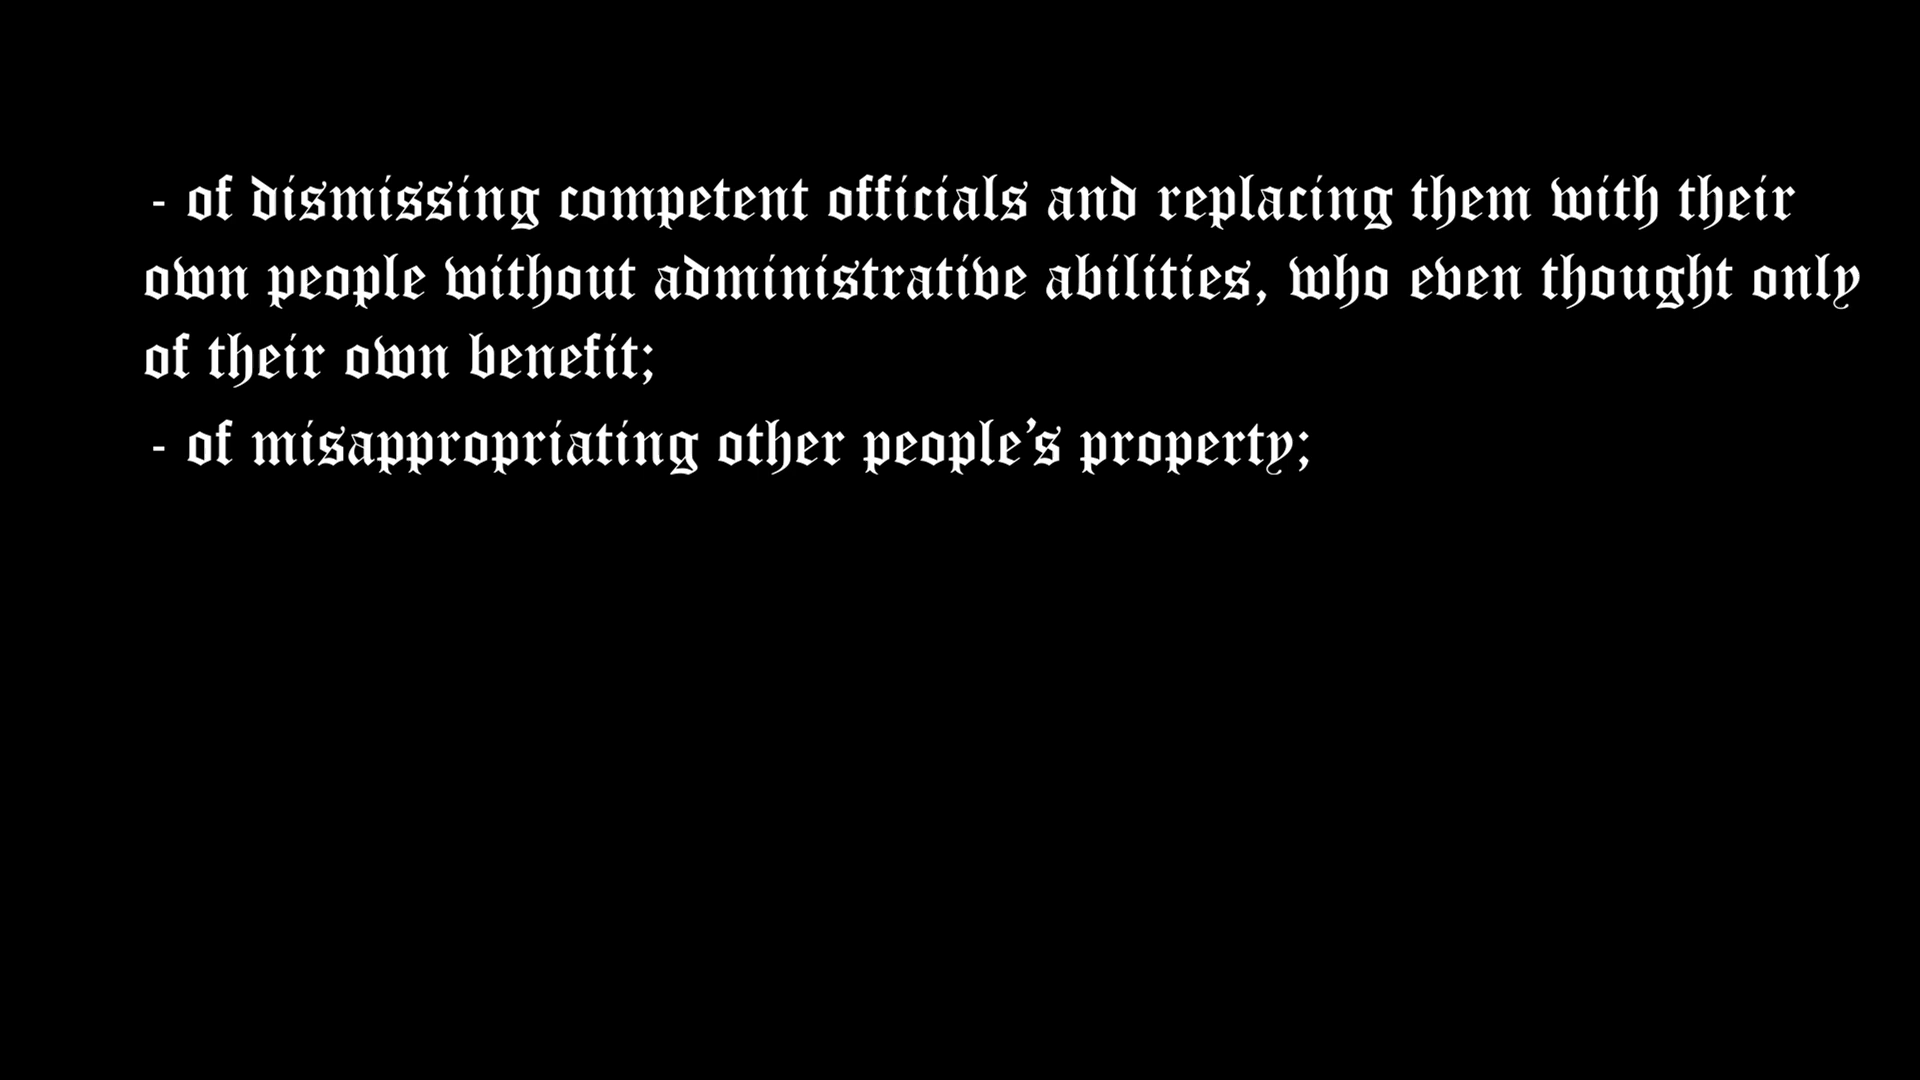 - of dismissing competent officials and replacing them with their
own people without administrative abilities, who even thought only
of their own benefit;
- of misappropriating other people’s property;